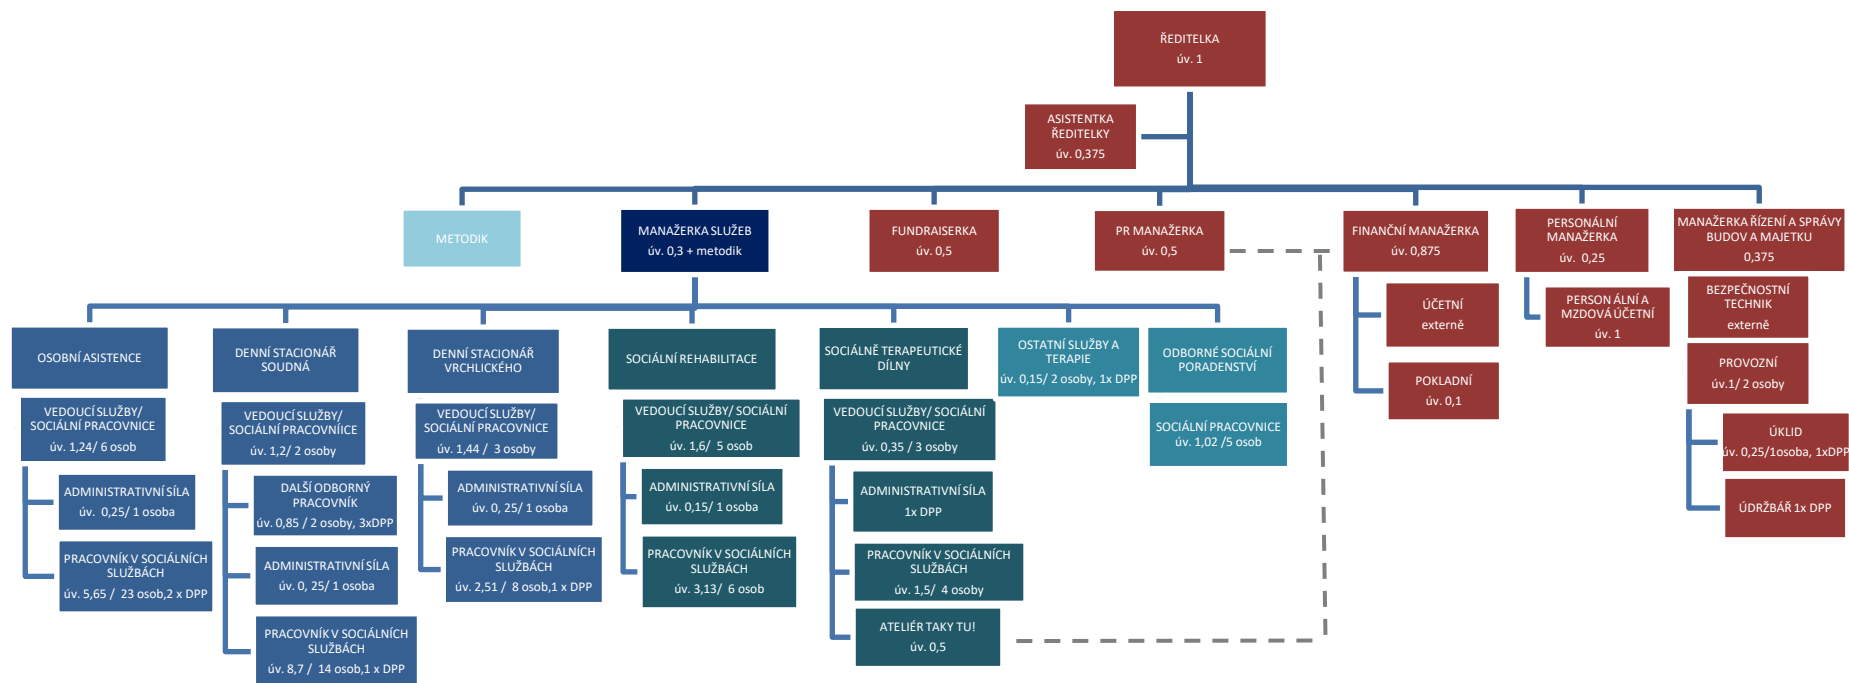 ŘEDITELKA
úv. 1
ASISTENTKA
ŘEDITELKY
úv. 0,375
METODIK
MANAŽERKA SLUŽEB
úv. 0,3 + metodik
FUNDRAISERKA
úv. 0,5
PR MANAŽERKA
úv. 0,5
FINANČNÍ MANAŽERKA
úv. 0,875
PERSONÁLNÍ
MANAŽERKA
úv.  0,25
MANAŽERKA ŘÍZENÍ A SPRÁVY
BUDOV A MAJETKU
0,375
OSOBNÍ ASISTENCE
VEDOUCÍ SLUŽBY/
SOCIÁLNÍ PRACOVNICE
úv. 1,24/ 6 osob
ADMINISTRATIVNÍ SÍLA
úv.  0,25/ 1 osoba
PRACOVNÍK V SOCIÁLNÍCH
SLUŽBÁCH
úv. 5,65 /  23 osob,2 x DPP
DENNÍ STACIONÁŘ
SOUDNÁ
VEDOUCÍ SLUŽBY/
SOCIÁLNÍ PRACOVNÍICE
úv. 1,2/ 2 osoby
DALŠÍ ODBORNÝ
PRACOVNÍK
úv. 0,85 / 2 osoby, 3xDPP
ADMINISTRATIVNÍ SÍLA
úv. 0, 25/ 1 osoba
PRACOVNÍK V SOCIÁLNÍCH
SLUŽBÁCH
úv. 8,7 /  14 osob,1 x DPP
DENNÍ STACIONÁŘ
VRCHLICKÉHO
VEDOUCÍ SLUŽBY/
SOCIÁLNÍ PRACOVNICE
úv. 1,44 /  3 osoby
ADMINISTRATIVNÍ SÍLA
úv. 0, 25/ 1 osoba
PRACOVNÍK V SOCIÁLNÍCH
SLUŽBÁCH
úv. 2,51 /  8 osob,1 x DPP
SOCIÁLNÍ REHABILITACE
VEDOUCÍ SLUŽBY/ SOCIÁLNÍ
PRACOVNICE
úv. 1,6/  5 osob
ADMINISTRATIVNÍ SÍLA
úv. 0,15/ 1 osoba
PRACOVNÍK V SOCIÁLNÍCH
SLUŽBÁCH
úv. 3,13/  6 osob
SOCIÁLNĚ TERAPEUTICKÉ
DÍLNY
VEDOUCÍ SLUŽBY/ SOCIÁLNÍ
PRACOVNICE
úv. 0,35 / 3 osoby
ADMINISTRATIVNÍ SÍLA
1x DPP
PRACOVNÍK V SOCIÁLNÍCH
SLUŽBÁCH
úv. 1,5/  4 osoby
ATELIÉR TAKY TU!
úv. 0,5
OSTATNÍ SLUŽBY A
TERAPIE
úv. 0,15/ 2 osoby, 1x DPP
ODBORNÉ SOCIÁLNÍ
PORADENSTVÍ
SOCIÁLNÍ PRACOVNICE
úv. 1,02 /5 osob
ÚČETNÍ
externě
POKLADNÍ
úv. 0,1
PERSON ÁLNÍ A
MZDOVÁ ÚČETNÍ
úv. 1
BEZPEČNOSTNÍ
TECHNIK
externě
PROVOZNÍ
úv.1/ 2 osoby
ÚKLID
úv. 0,25/1osoba, 1xDPP
ÚDRŽBÁŘ 1x DPP